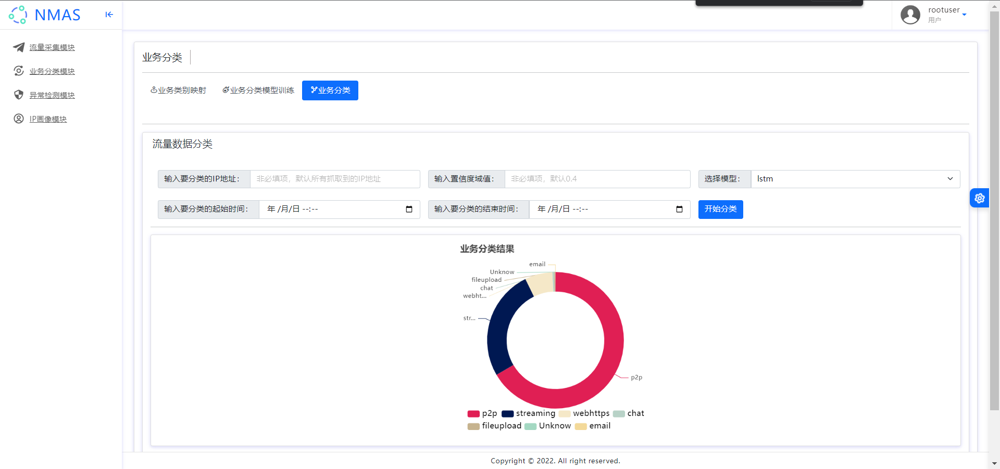 NMAS
rootuser
用户
流量采集模块
业务分类模块
异常检测模块
IP画像模块
业务分类
业务类别映射
业务分类模型训练
业务分类
流量数据分类
输入要分类的IP地址：
非必填项，默认所有抓取到的IP地址
输入置信度域值：
非必填项，默认0.4
选择模型：
lstm
输入要分类的起始时间：
年 /月/日 --:--
输入要分类的结束时间：
年 /月/日 --:--
开始分类
业务分类结果
email
Unknow
fileupload
chat
webht...
str...
p2p
p2p streaming webhttps chat
fileupload Unknow email
Copyright © 2022. All right reserved.